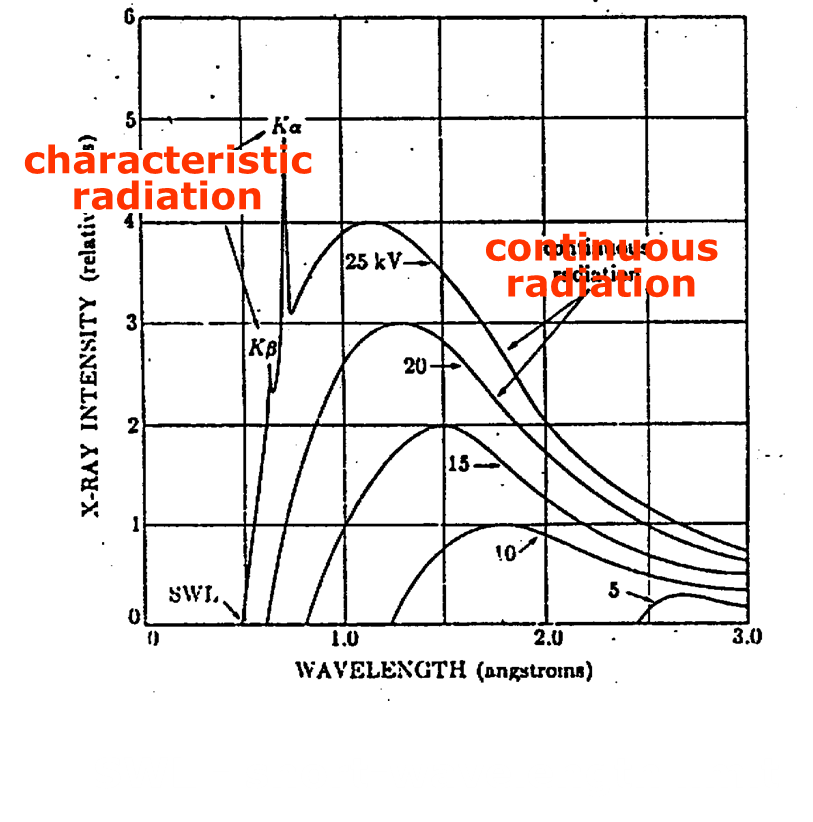 6
5
Kα
characteristic
radiation
4
continuous
radiation
25 kV
3
Kβ
20
2
15
1
10
5
SWL
0
0
1.0
2.0
3.0
WAVELENGTH (angstroms)
X-RAY INTENSITY (relativ